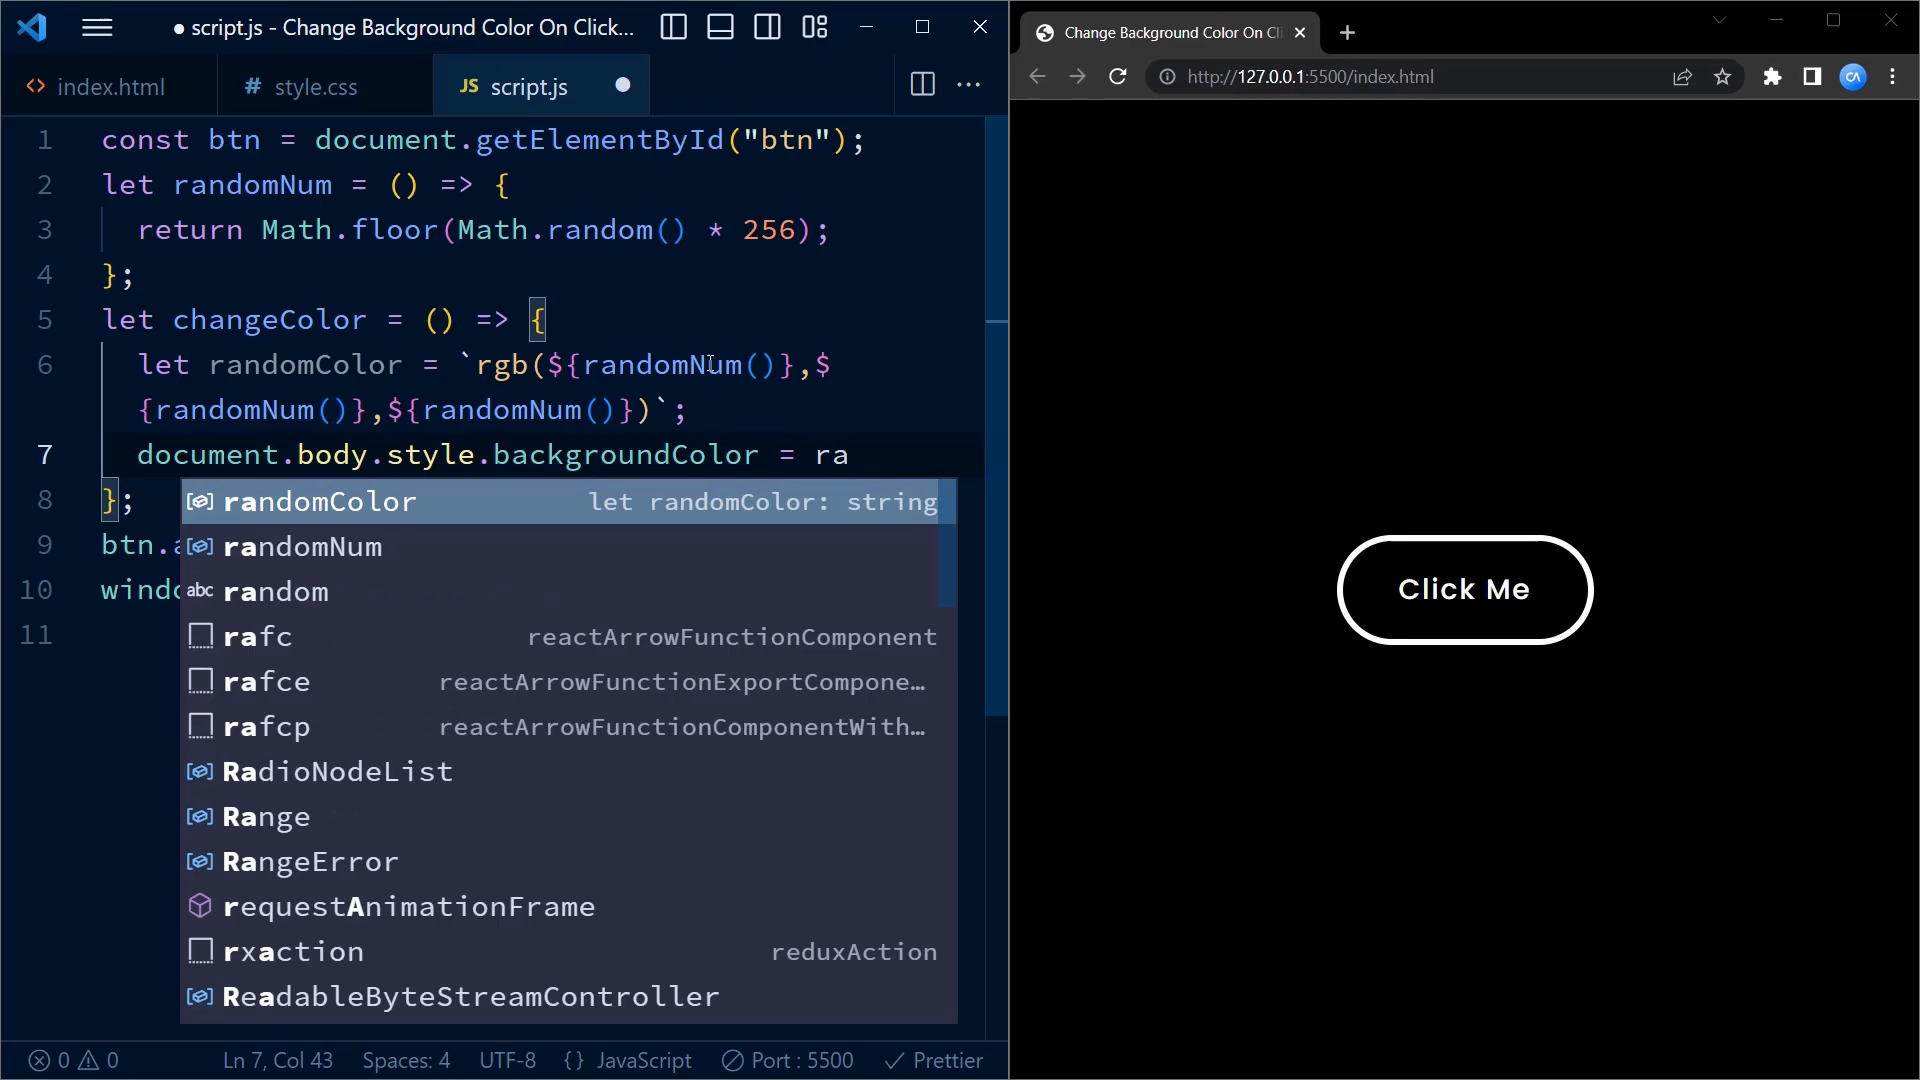 script.js - Change Background Color On Click...
index.html
# style.css
JS script.js
1 const btn = document.getElementById("btn");
2 let randomNum = () => {
3 return Math.floor(Math.random() * 256);
4 };
5 let changeColor = () => {
6 let randomColor = `rgb(${randomNum()},$
{randomNum()},${randomNum()})`;
7 document.body.style.backgroundColor = ra
8 };
9 btn.a
10 windo
11
randomColor let randomColor: string
randomNum
abc random
rafc reactArrowFunctionComponent
rafce reactArrowFunctionExportCompone…
rafcp reactArrowFunctionComponentWith…
RadioNodeList
Range
RangeError
requestAnimationFrame
rxaction reduxAction
ReadableByteStreamController
0 0 Ln 7, Col 43 Spaces: 4 UTF-8 {} JavaScript Port : 5500 Prettier
Change Background Color On Cli
http://127.0.0.1:5500/index.html
CA
Click Me